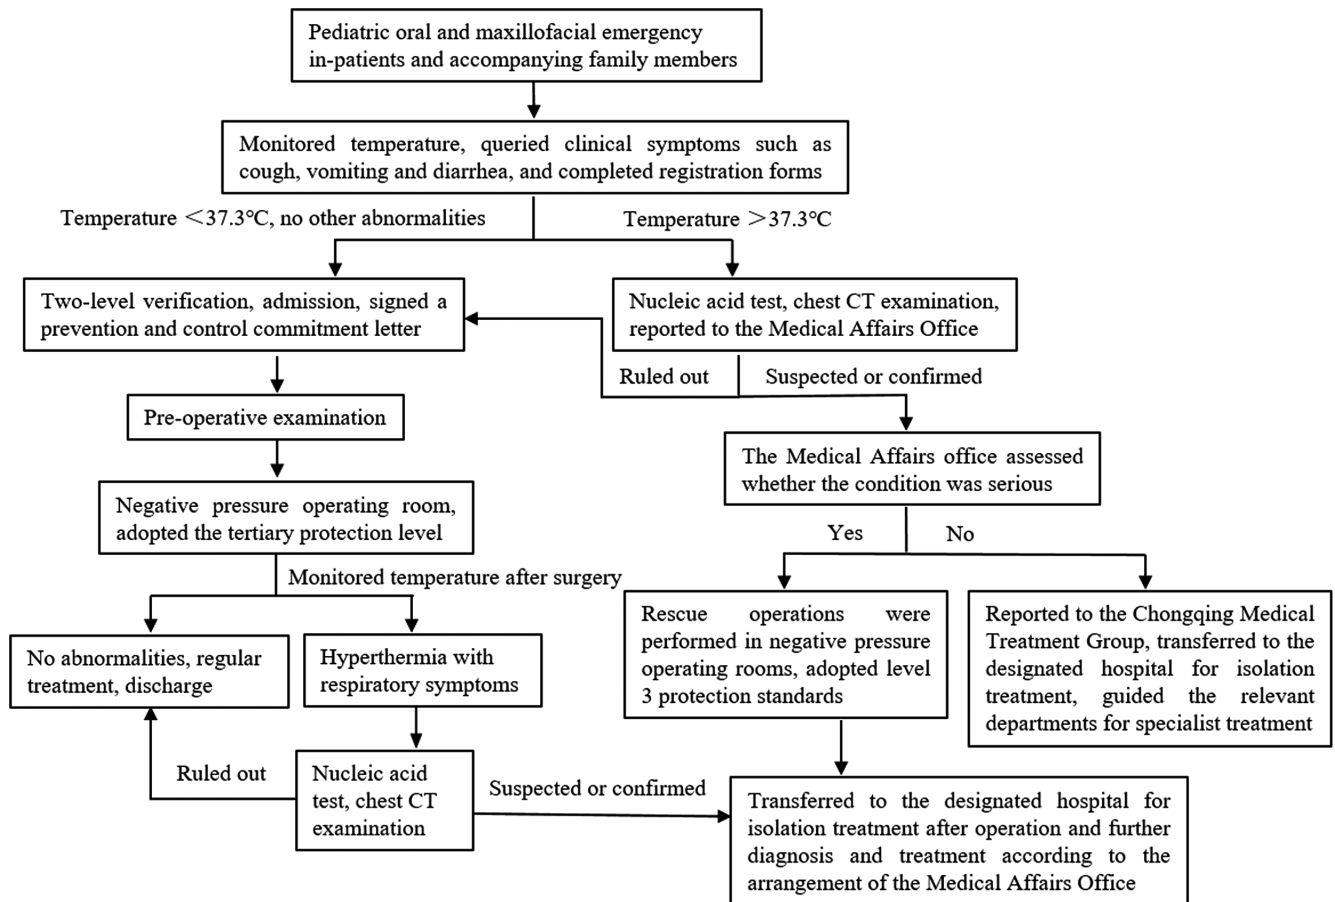 Pediatric oral and maxillofacial emergency
in-patients and accompanying family members
Monitored temperature, queried clinical symptoms such as
cough, vomiting and diarrhea, and completed registration forms
Temperature ＜37.3℃, no other abnormalities
Temperature ＞37.3℃
Two-level verification, admission, signed a
prevention and control commitment letter
Nucleic acid test, chest CT examination,
reported to the Medical Affairs Office
Ruled out
Suspected or confirmed
Pre-operative examination
The Medical Affairs office assessed
whether the condition was serious
Negative pressure operating room,
adopted the tertiary protection level
Yes
No
Monitored temperature after surgery
No abnormalities, regular
treatment, discharge
Hyperthermia with
respiratory symptoms
Rescue operations were
performed in negative pressure
operating rooms, adopted level
3 protection standards
Reported to the Chongqing Medical
Treatment Group, transferred to the
designated hospital for isolation
treatment, guided the relevant
departments for specialist treatment
Ruled out
Nucleic acid
test, chest CT
examination
Suspected or confirmed
Transferred to the designated hospital for
isolation treatment after operation and further
diagnosis and treatment according to the
arrangement of the Medical Affairs Office